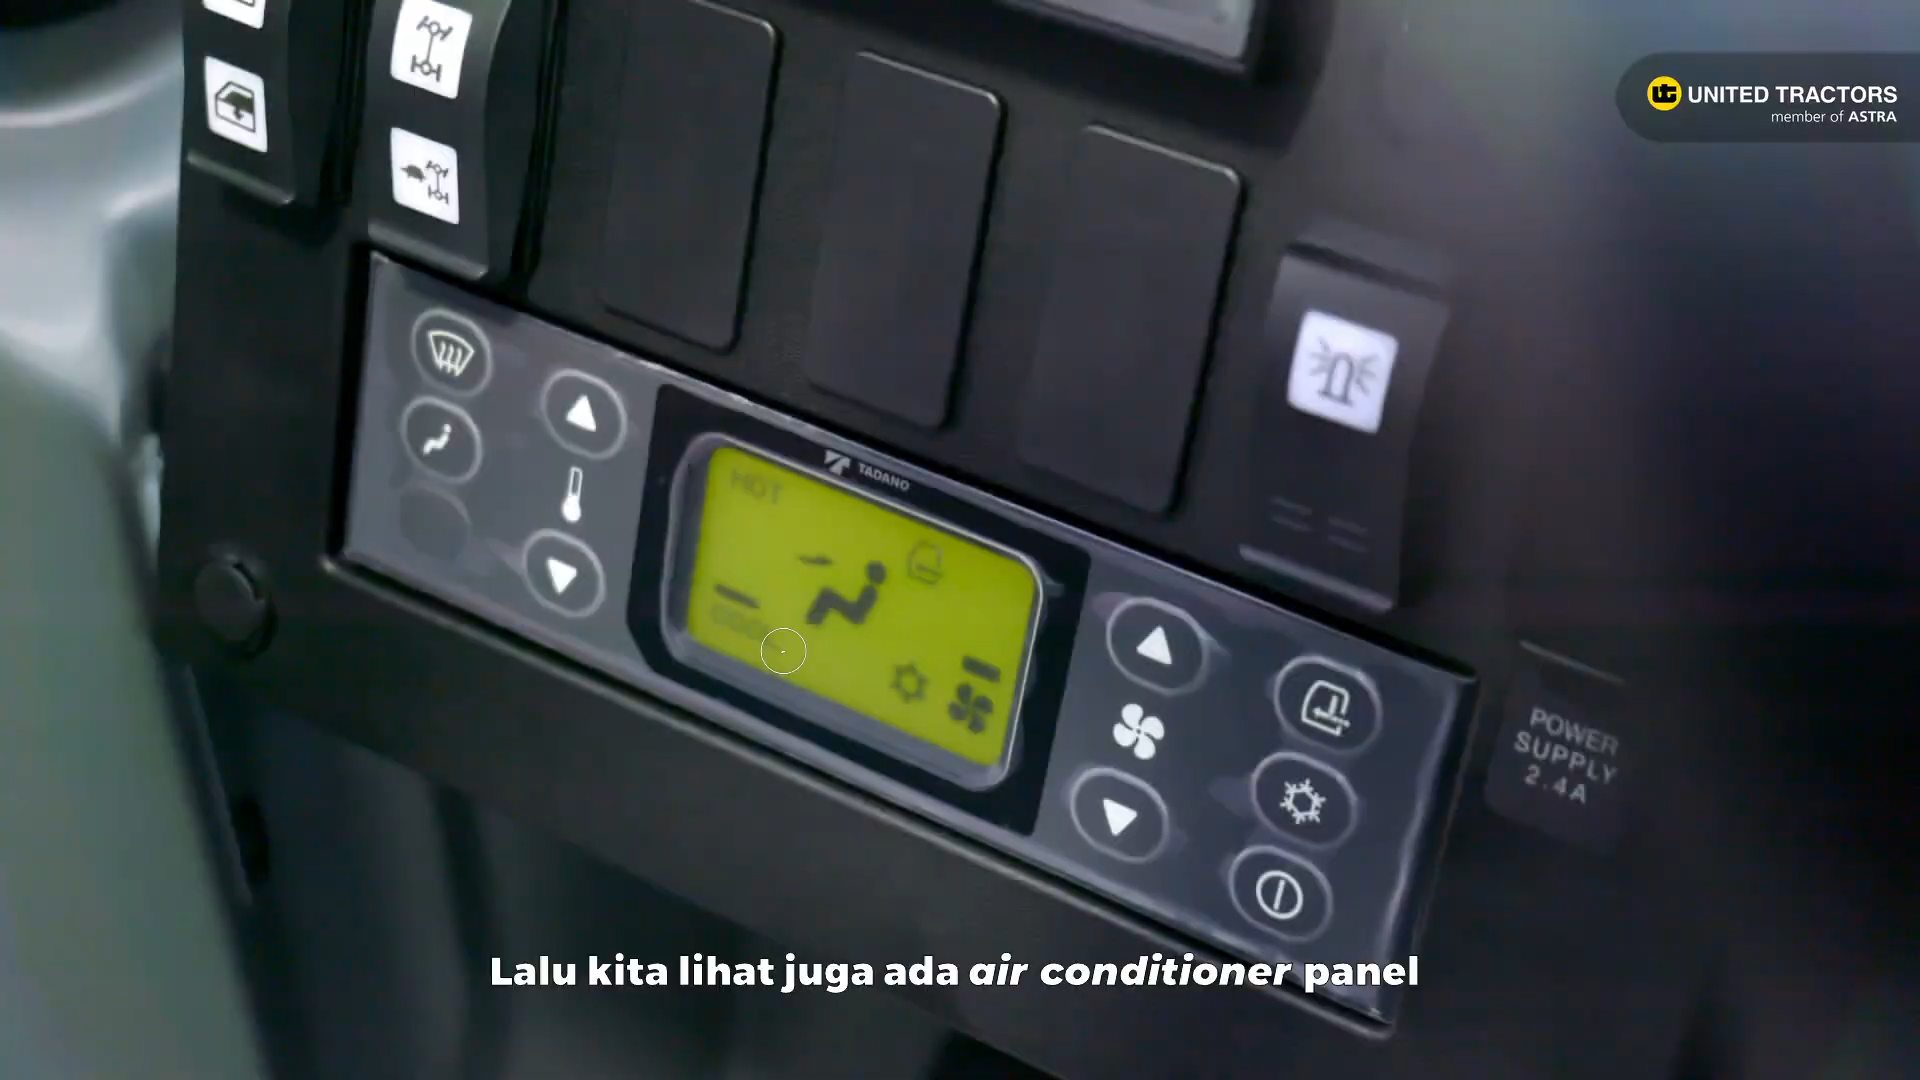 UNITED TRACTORS
member of ASTRA
TADANO
HOT
COOL
POWER
SUPPLY
2.4A
Lalu kita lihat juga ada air conditioner panel